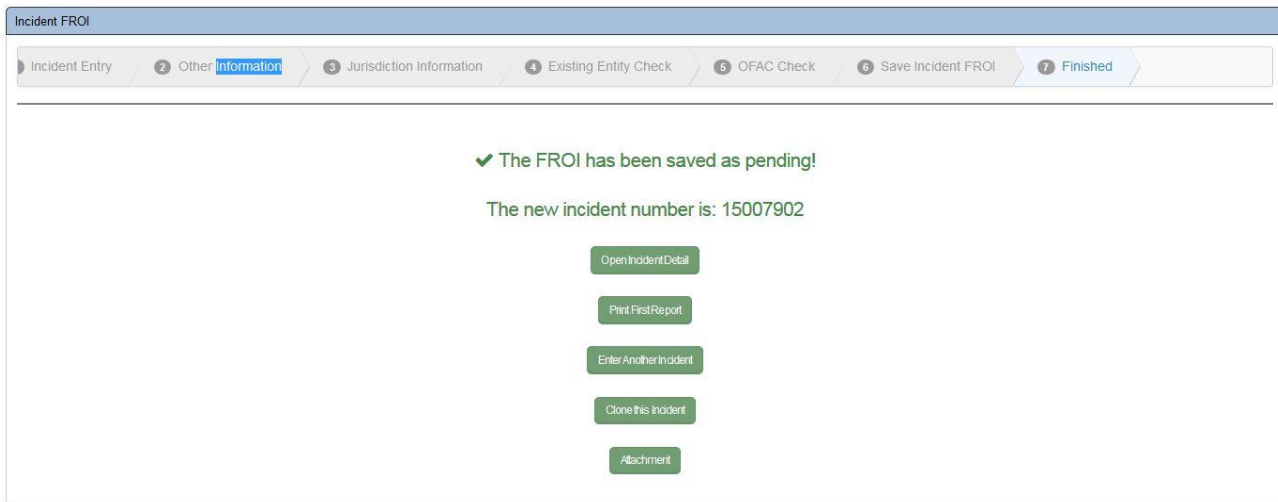 Incident FROI
Incident Entry 2 Other Information 3 Jurisdiction Information 4 Existing Entity Check 5 OFAC Check 6 Save Incident FROI 7 Finished
✔ The FROI has been saved as pending!
The new incident number is: 15007902
Open Incident Detail
Print First Report
Enter Another Incident
Clone this Incident
Attachment